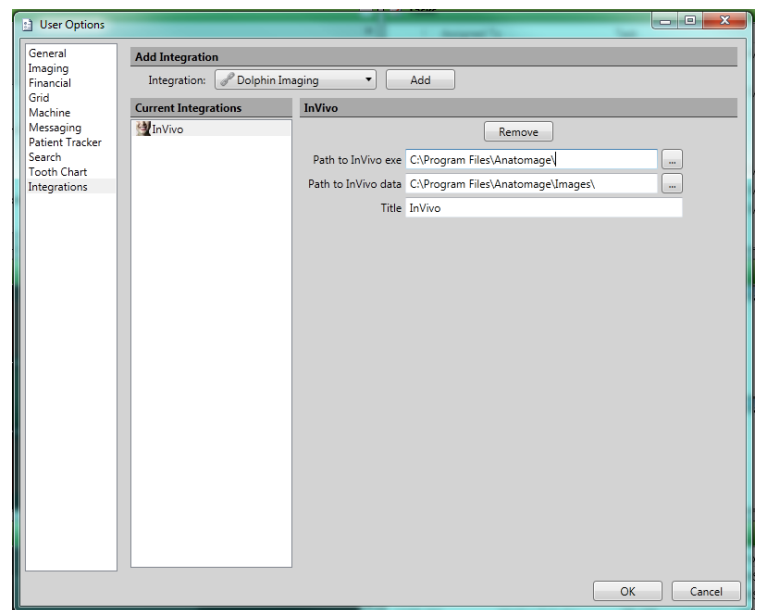 User Options
General
Imaging
Financial
Grid
Machine
Messaging
Patient Tracker
Search
Tooth Chart
Integrations
Add Integration
Integration: Dolphin Imaging Add
Current Integrations
InVivo
InVivo
Remove
Path to InVivo exe C:\Program Files\Anatomage\
...
Path to InVivo data C:\Program Files\Anatomage\Images\
...
Title InVivo
OK Cancel